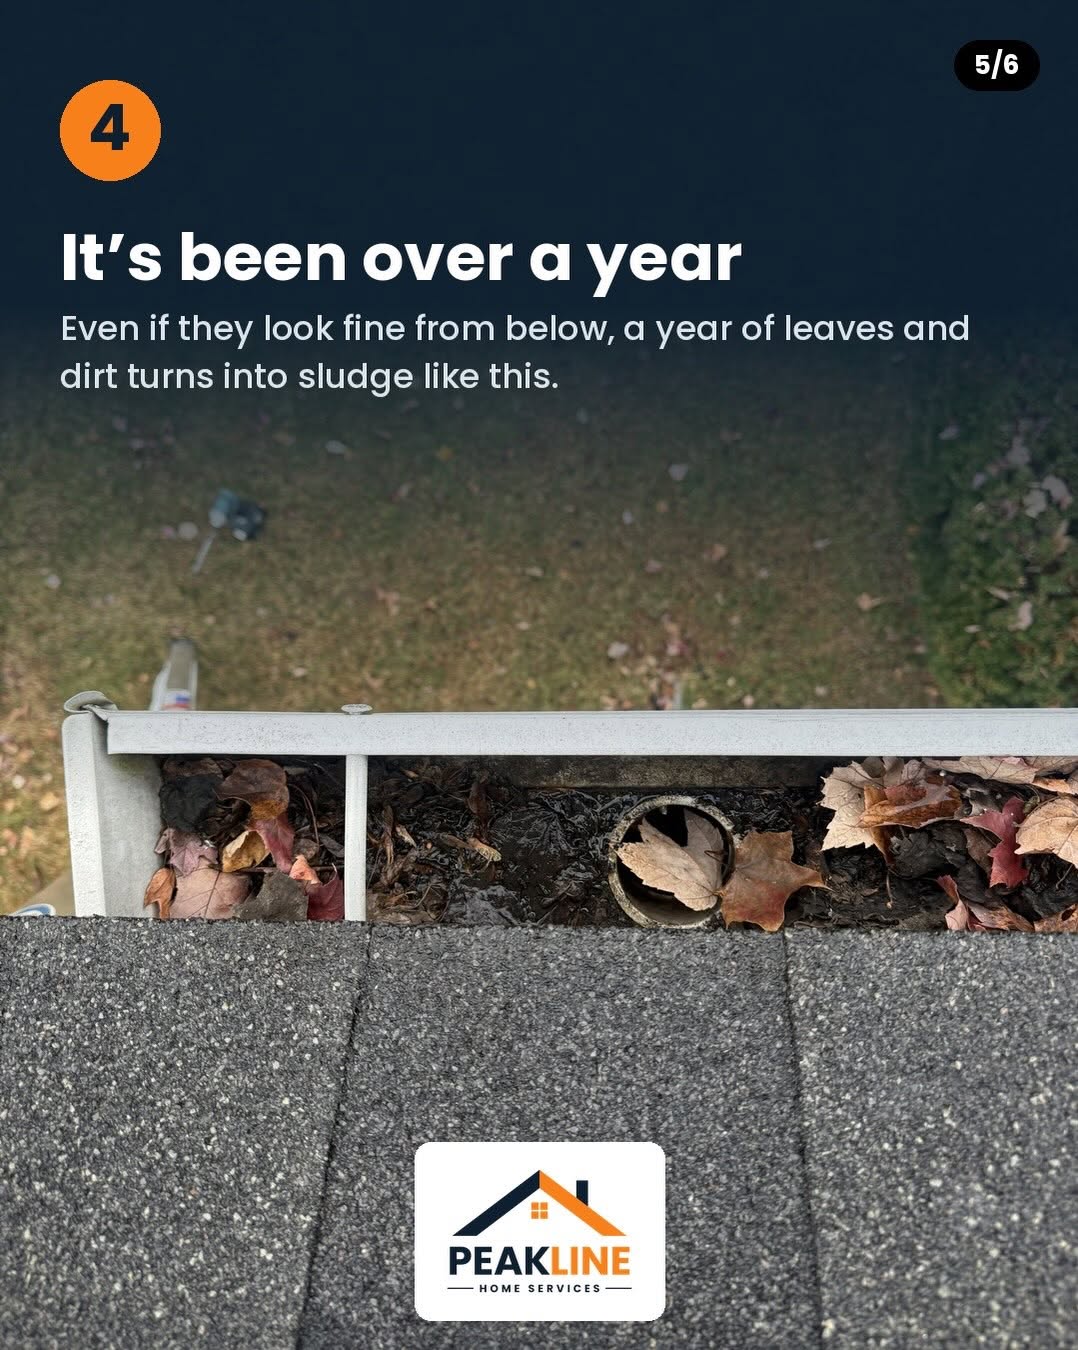 5/6
4
It’s been over a year
Even if they look fine from below, a year of leaves and
dirt turns into sludge like this.
PEAKLINE
HOME SERVICES